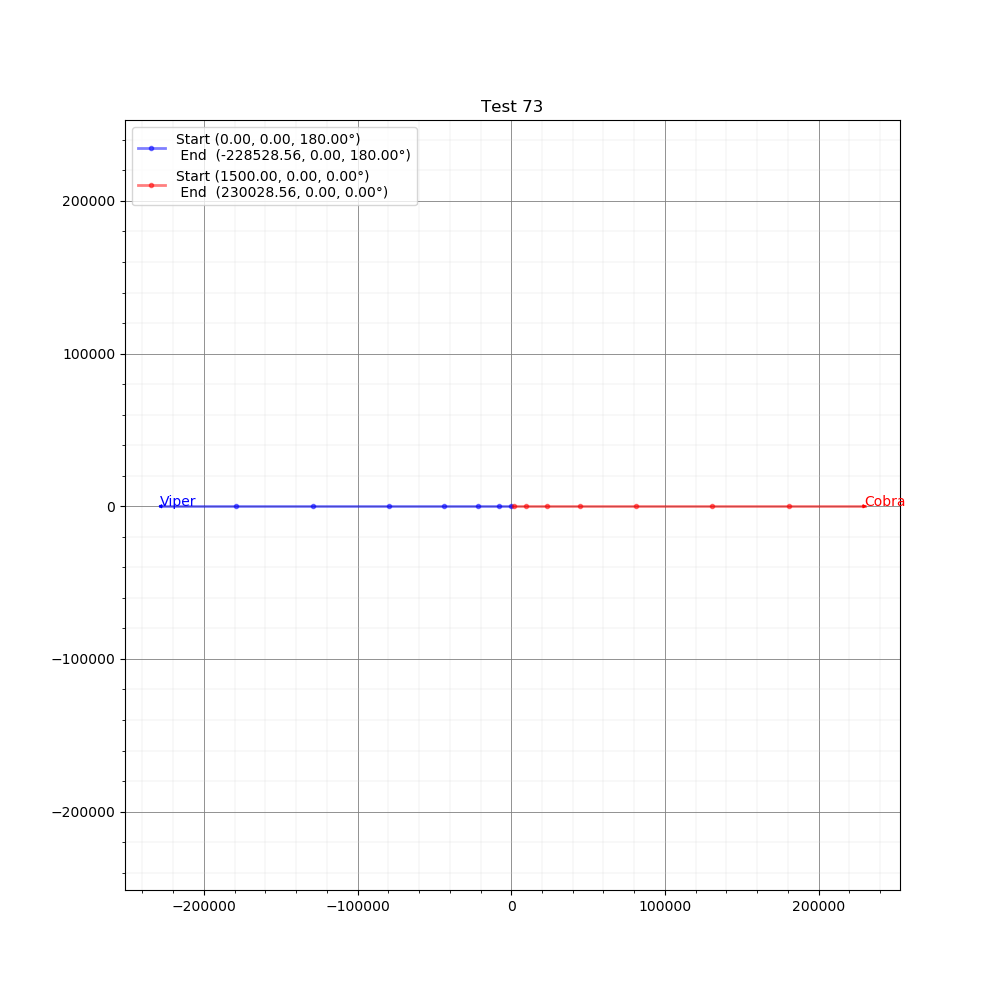 Test 73
Start (0.00, 0.00, 180.00°)
End (-228528.56, 0.00, 180.00°)
Start (1500.00, 0.00, 0.00°)
End (230028.56, 0.00, 0.00°)
200000
100000
0
−100000
−200000
Viper
Cobra
−200000 −100000 0 100000 200000